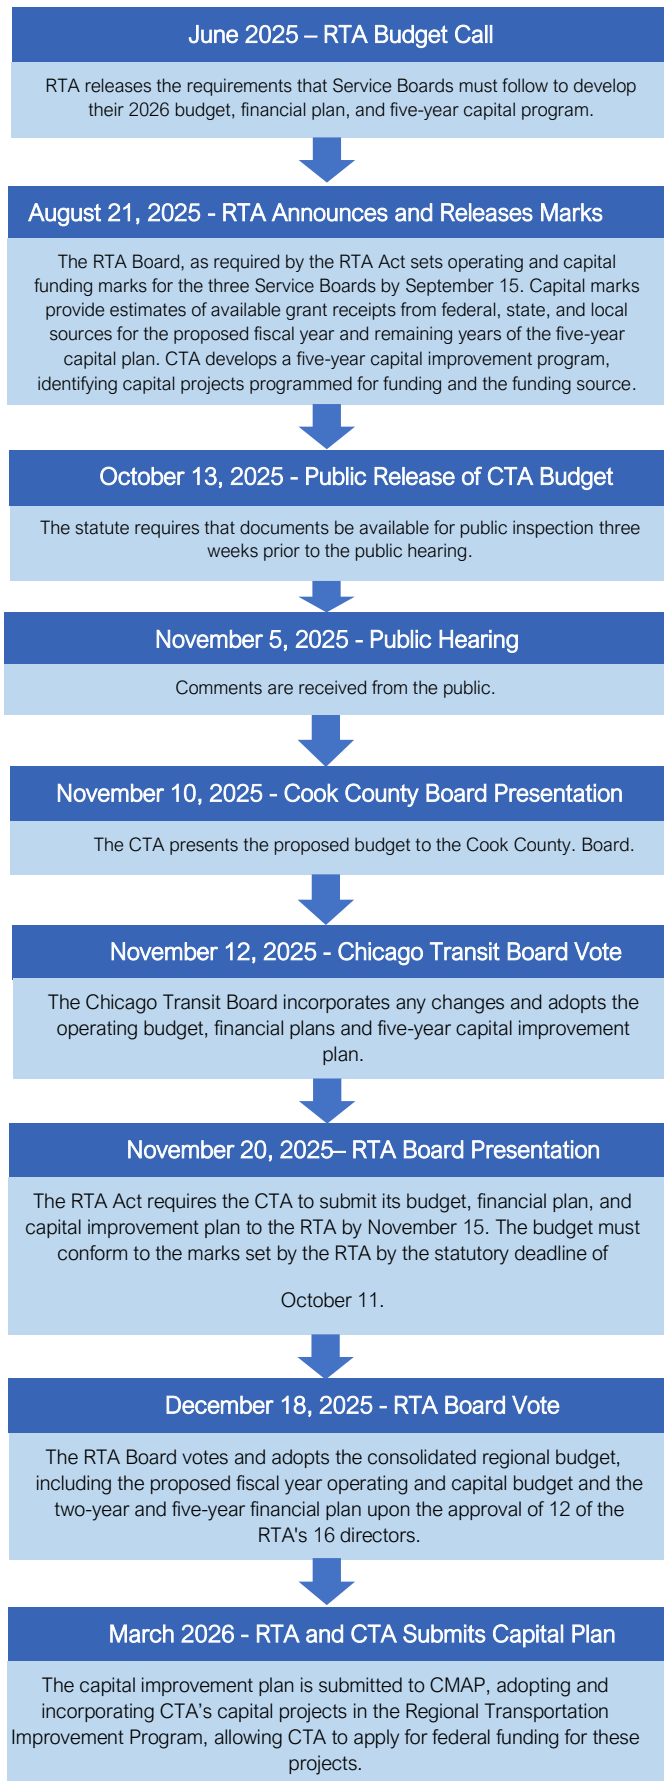 June 2025 – RTA Budget Call
RTA releases the requirements that Service Boards must follow to develop
their 2026 budget, financial plan, and five-year capital program.
August 21, 2025 - RTA Announces and Releases Marks
The RTA Board, as required by the RTA Act sets operating and capital
funding marks for the three Service Boards by September 15. Capital marks
provide estimates of available grant receipts from federal, state, and local
sources for the proposed fiscal year and remaining years of the five-year
capital plan. CTA develops a five-year capital improvement program,
identifying capital projects programmed for funding and the funding source.
October 13, 2025 - Public Release of CTA Budget
The statute requires that documents be available for public inspection three
weeks prior to the public hearing.
November 5, 2025 - Public Hearing
Comments are received from the public.
November 10, 2025 - Cook County Board Presentation
The CTA presents the proposed budget to the Cook County. Board.
November 12, 2025 - Chicago Transit Board Vote
The Chicago Transit Board incorporates any changes and adopts the
operating budget, financial plans and five-year capital improvement
plan.
November 20, 2025– RTA Board Presentation
The RTA Act requires the CTA to submit its budget, financial plan, and
capital improvement plan to the RTA by November 15. The budget must
conform to the marks set by the RTA by the statutory deadline of
October 11.
December 18, 2025 - RTA Board Vote
The RTA Board votes and adopts the consolidated regional budget,
including the proposed fiscal year operating and capital budget and the
two-year and five-year financial plan upon the approval of 12 of the
RTA's 16 directors.
March 2026 - RTA and CTA Submits Capital Plan
The capital improvement plan is submitted to CMAP, adopting and
incorporating CTA’s capital projects in the Regional Transportation
Improvement Program, allowing CTA to apply for federal funding for these
projects.